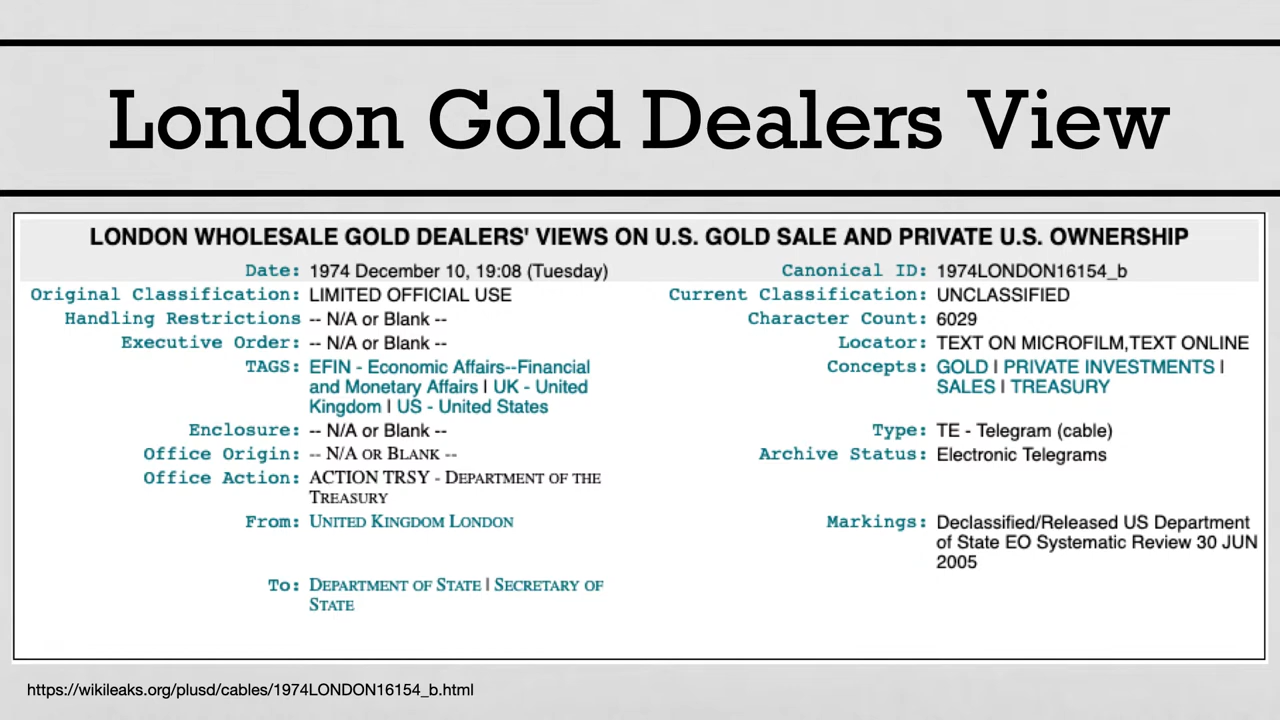 London Gold Dealers View
LONDON WHOLESALE GOLD DEALERS' VIEWS ON U.S. GOLD SALE AND PRIVATE U.S. OWNERSHIP
Date: 1974 December 10, 19:08 (Tuesday)
Canonical ID: 1974LONDON16154_b
Original Classification: LIMITED OFFICIAL USE
Current Classification: UNCLASSIFIED
Handling Restrictions -- N/A or Blank --
Character Count: 6029
Executive Order: -- N/A or Blank --
Locator: TEXT ON MICROFILM,TEXT ONLINE
TAGS: EFIN - Economic Affairs--Financial
and Monetary Affairs | UK - United
Kingdom | US - United States
Concepts: GOLD | PRIVATE INVESTMENTS |
SALES | TREASURY
Enclosure: -- N/A or Blank --
Type: TE - Telegram (cable)
Office Origin: -- N/A OR BLANK --
Archive Status: Electronic Telegrams
Office Action: ACTION TRSY - DEPARTMENT OF THE
TREASURY
From: UNITED KINGDOM LONDON
Markings: Declassified/Released US Department
of State EO Systematic Review 30 JUN
2005
To: DEPARTMENT OF STATE | SECRETARY OF
STATE
https://wikileaks.org/plusd/cables/1974LONDON16154_b.html